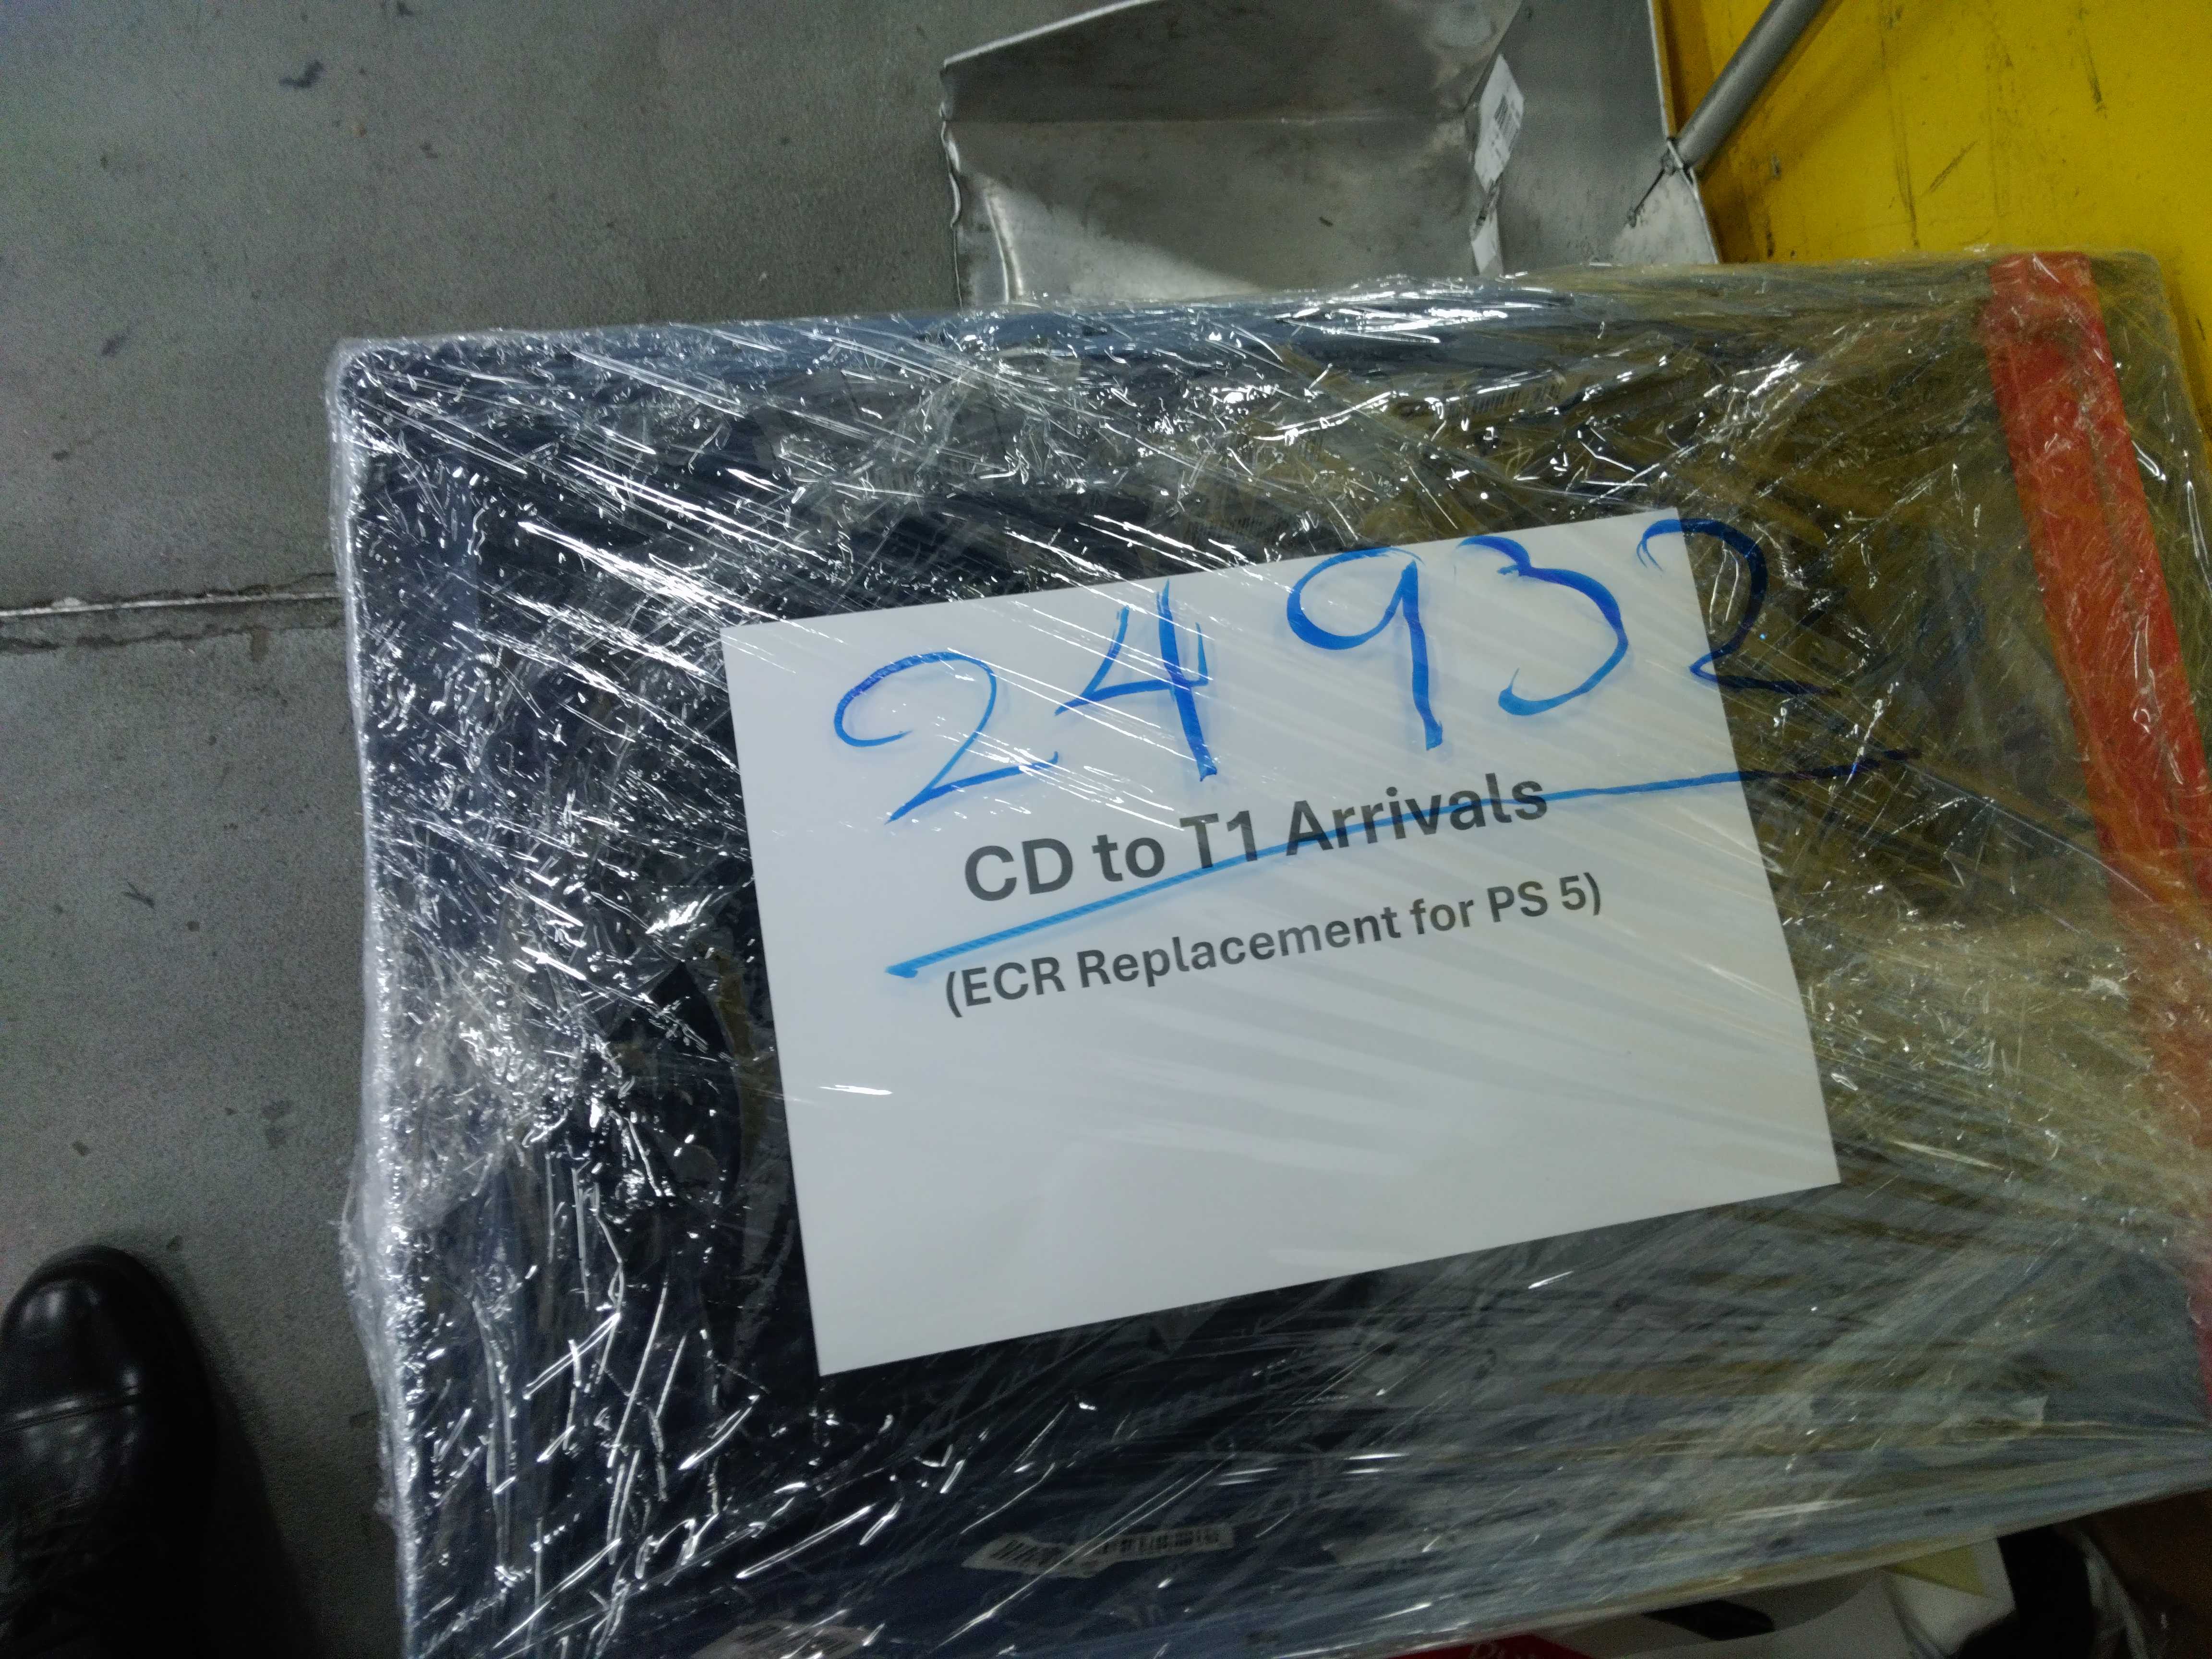 24932
CD to T1 Arrivals
(ECR Replacement for PS 5)